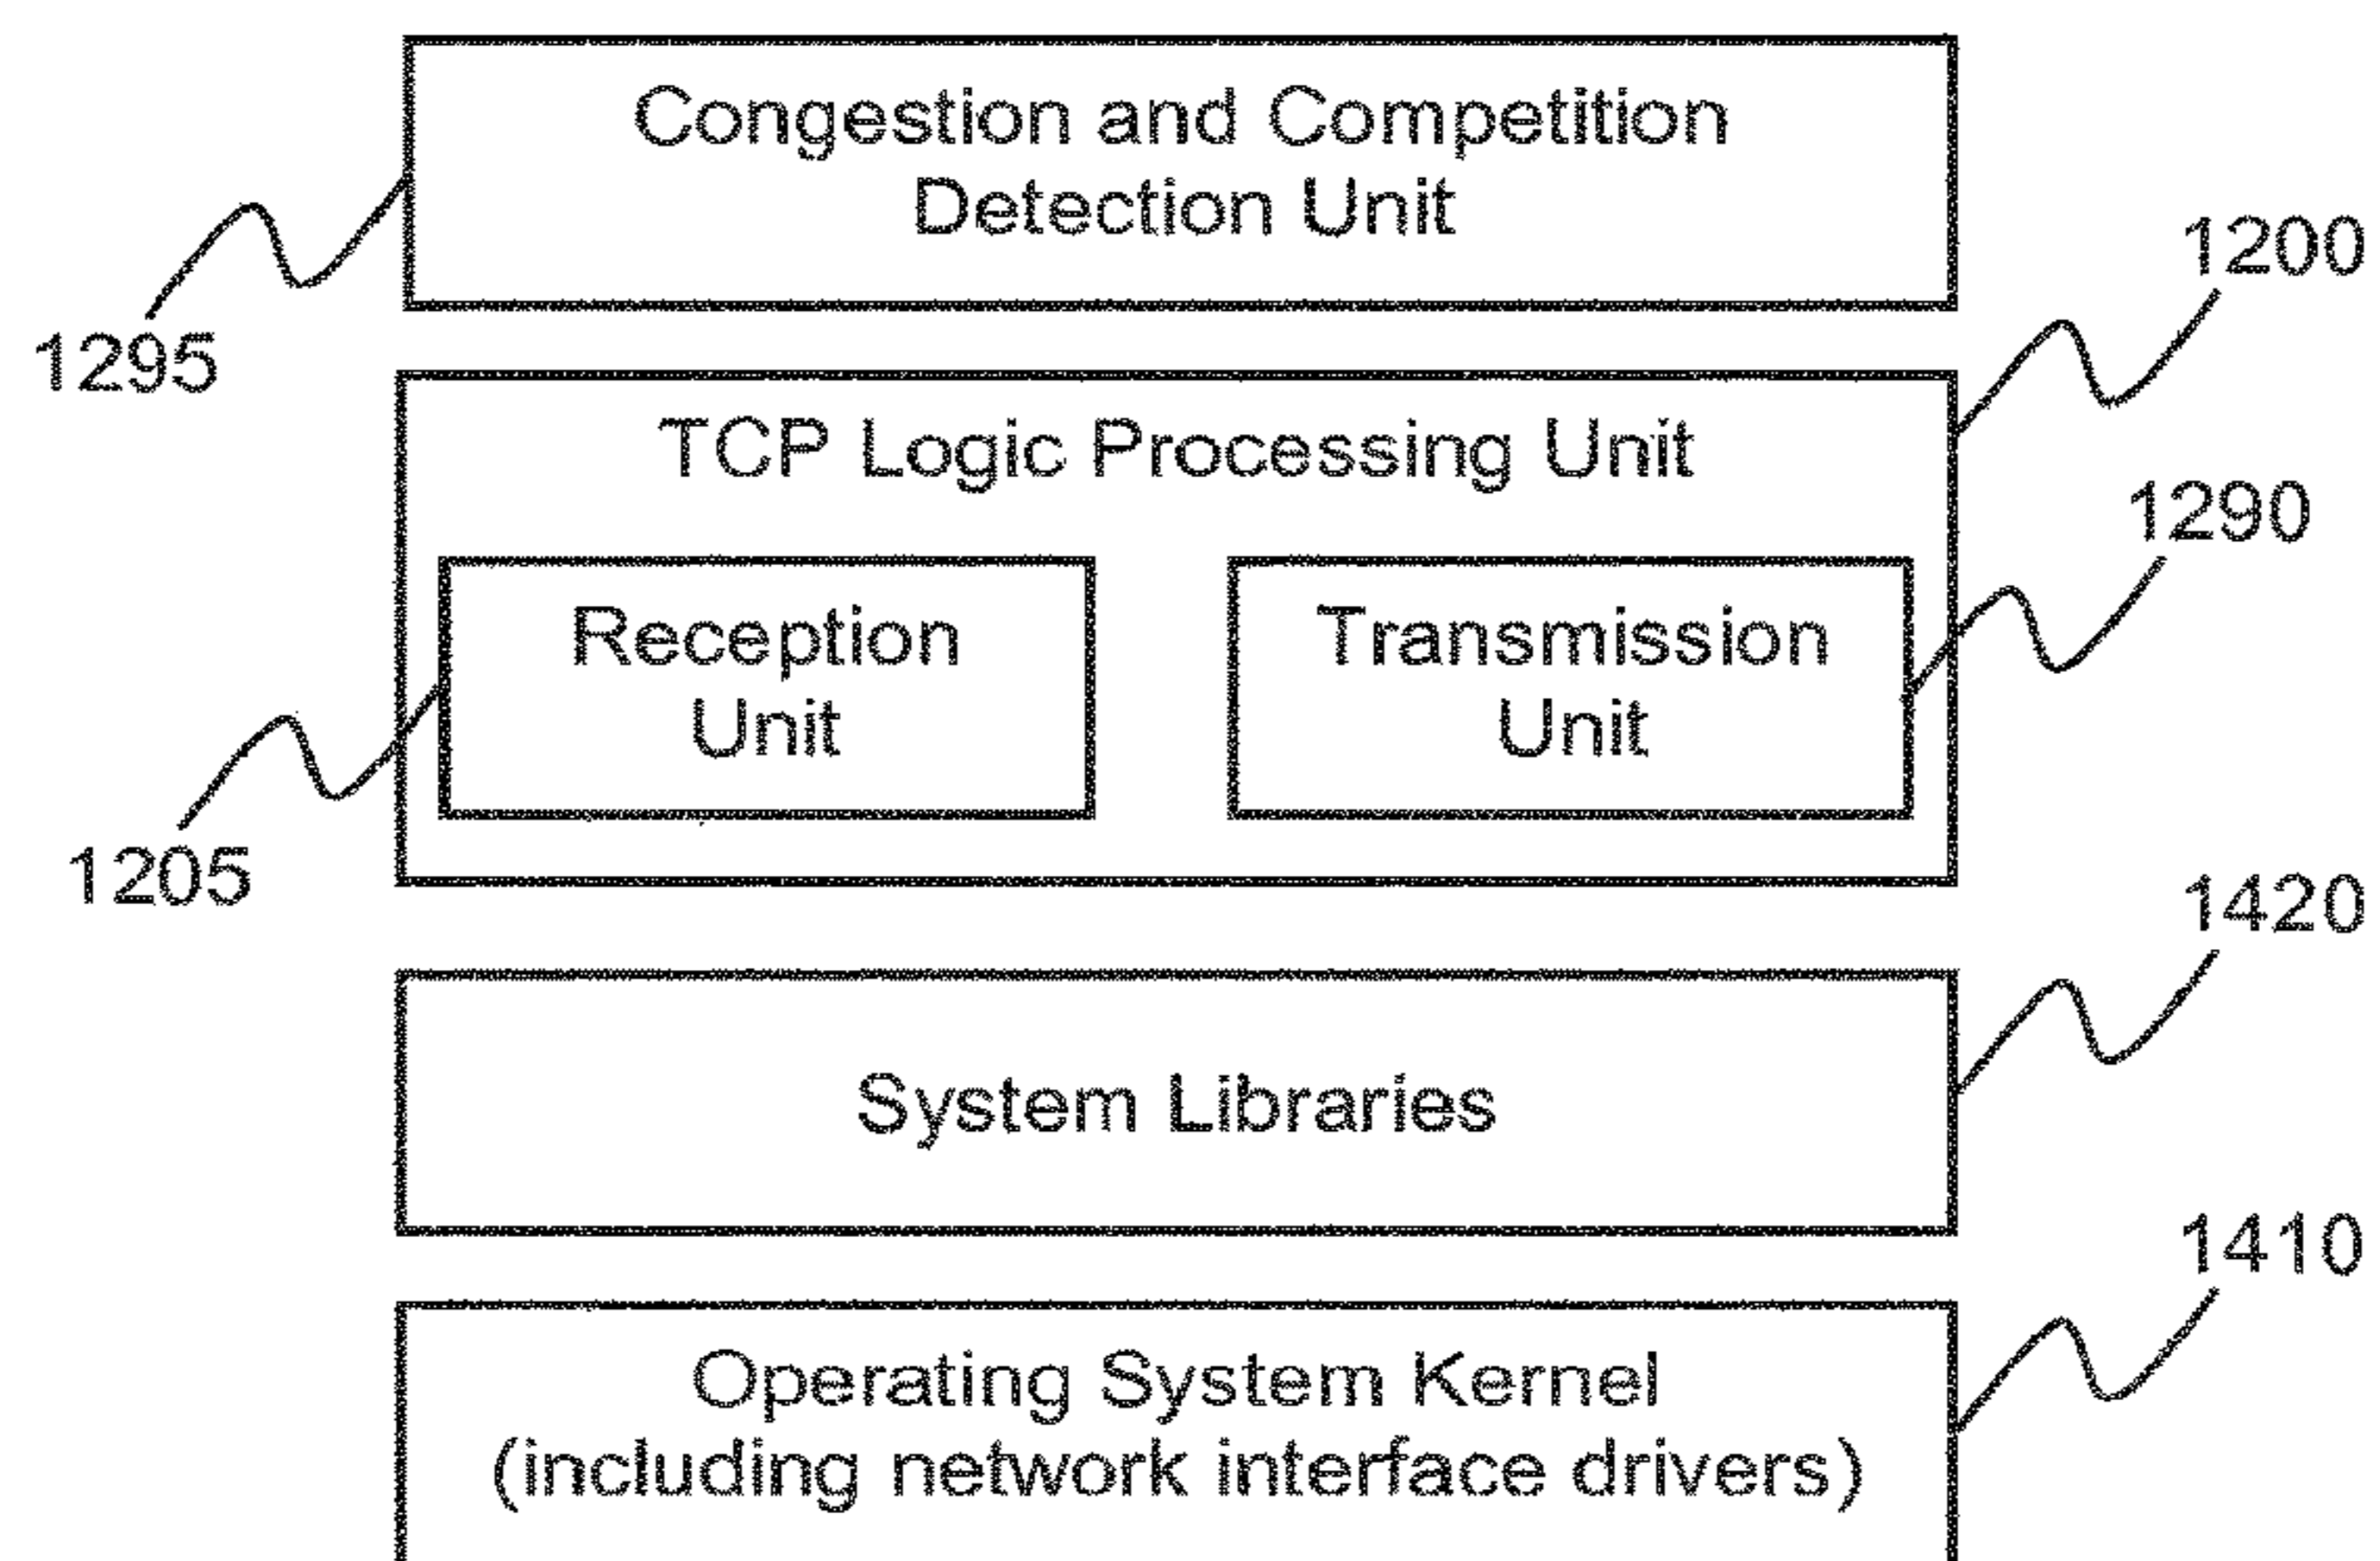 Congestion and Competition
Detection Unit
1295
1200
TCP Logic Processing Unit
1290
Reception
Unit
Transmission
Unit
1205
1420
System Libraries
1410
Operating System Kernel
(including network interface drivers)